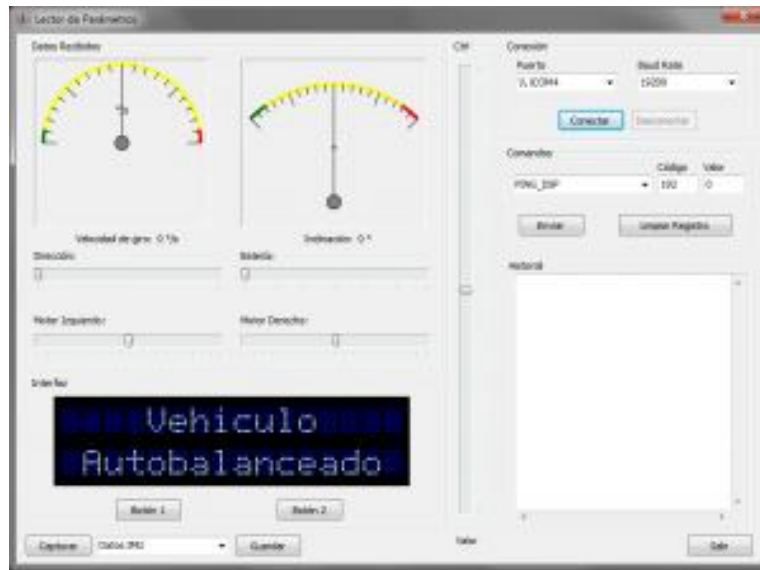 Lector de Parámetros
Datos Recibidos
Velocidad de giro: 0 º/s
Inclinación: 0 º
Dirección:
Batería:
Motor Izquierdo:
Motor Derecho:
Interfaz
Vehiculo
Autobalanceado
Botón 1
Botón 2
Capturar
Datos IMU
Guardar
Valor
Conexión
Puerto
Baud Rate
19200
Conectar
Desconectar
Comandos
Código
Valor
PING_DSP
192
0
Enviar
Limpiar Registro
Historial
Salir